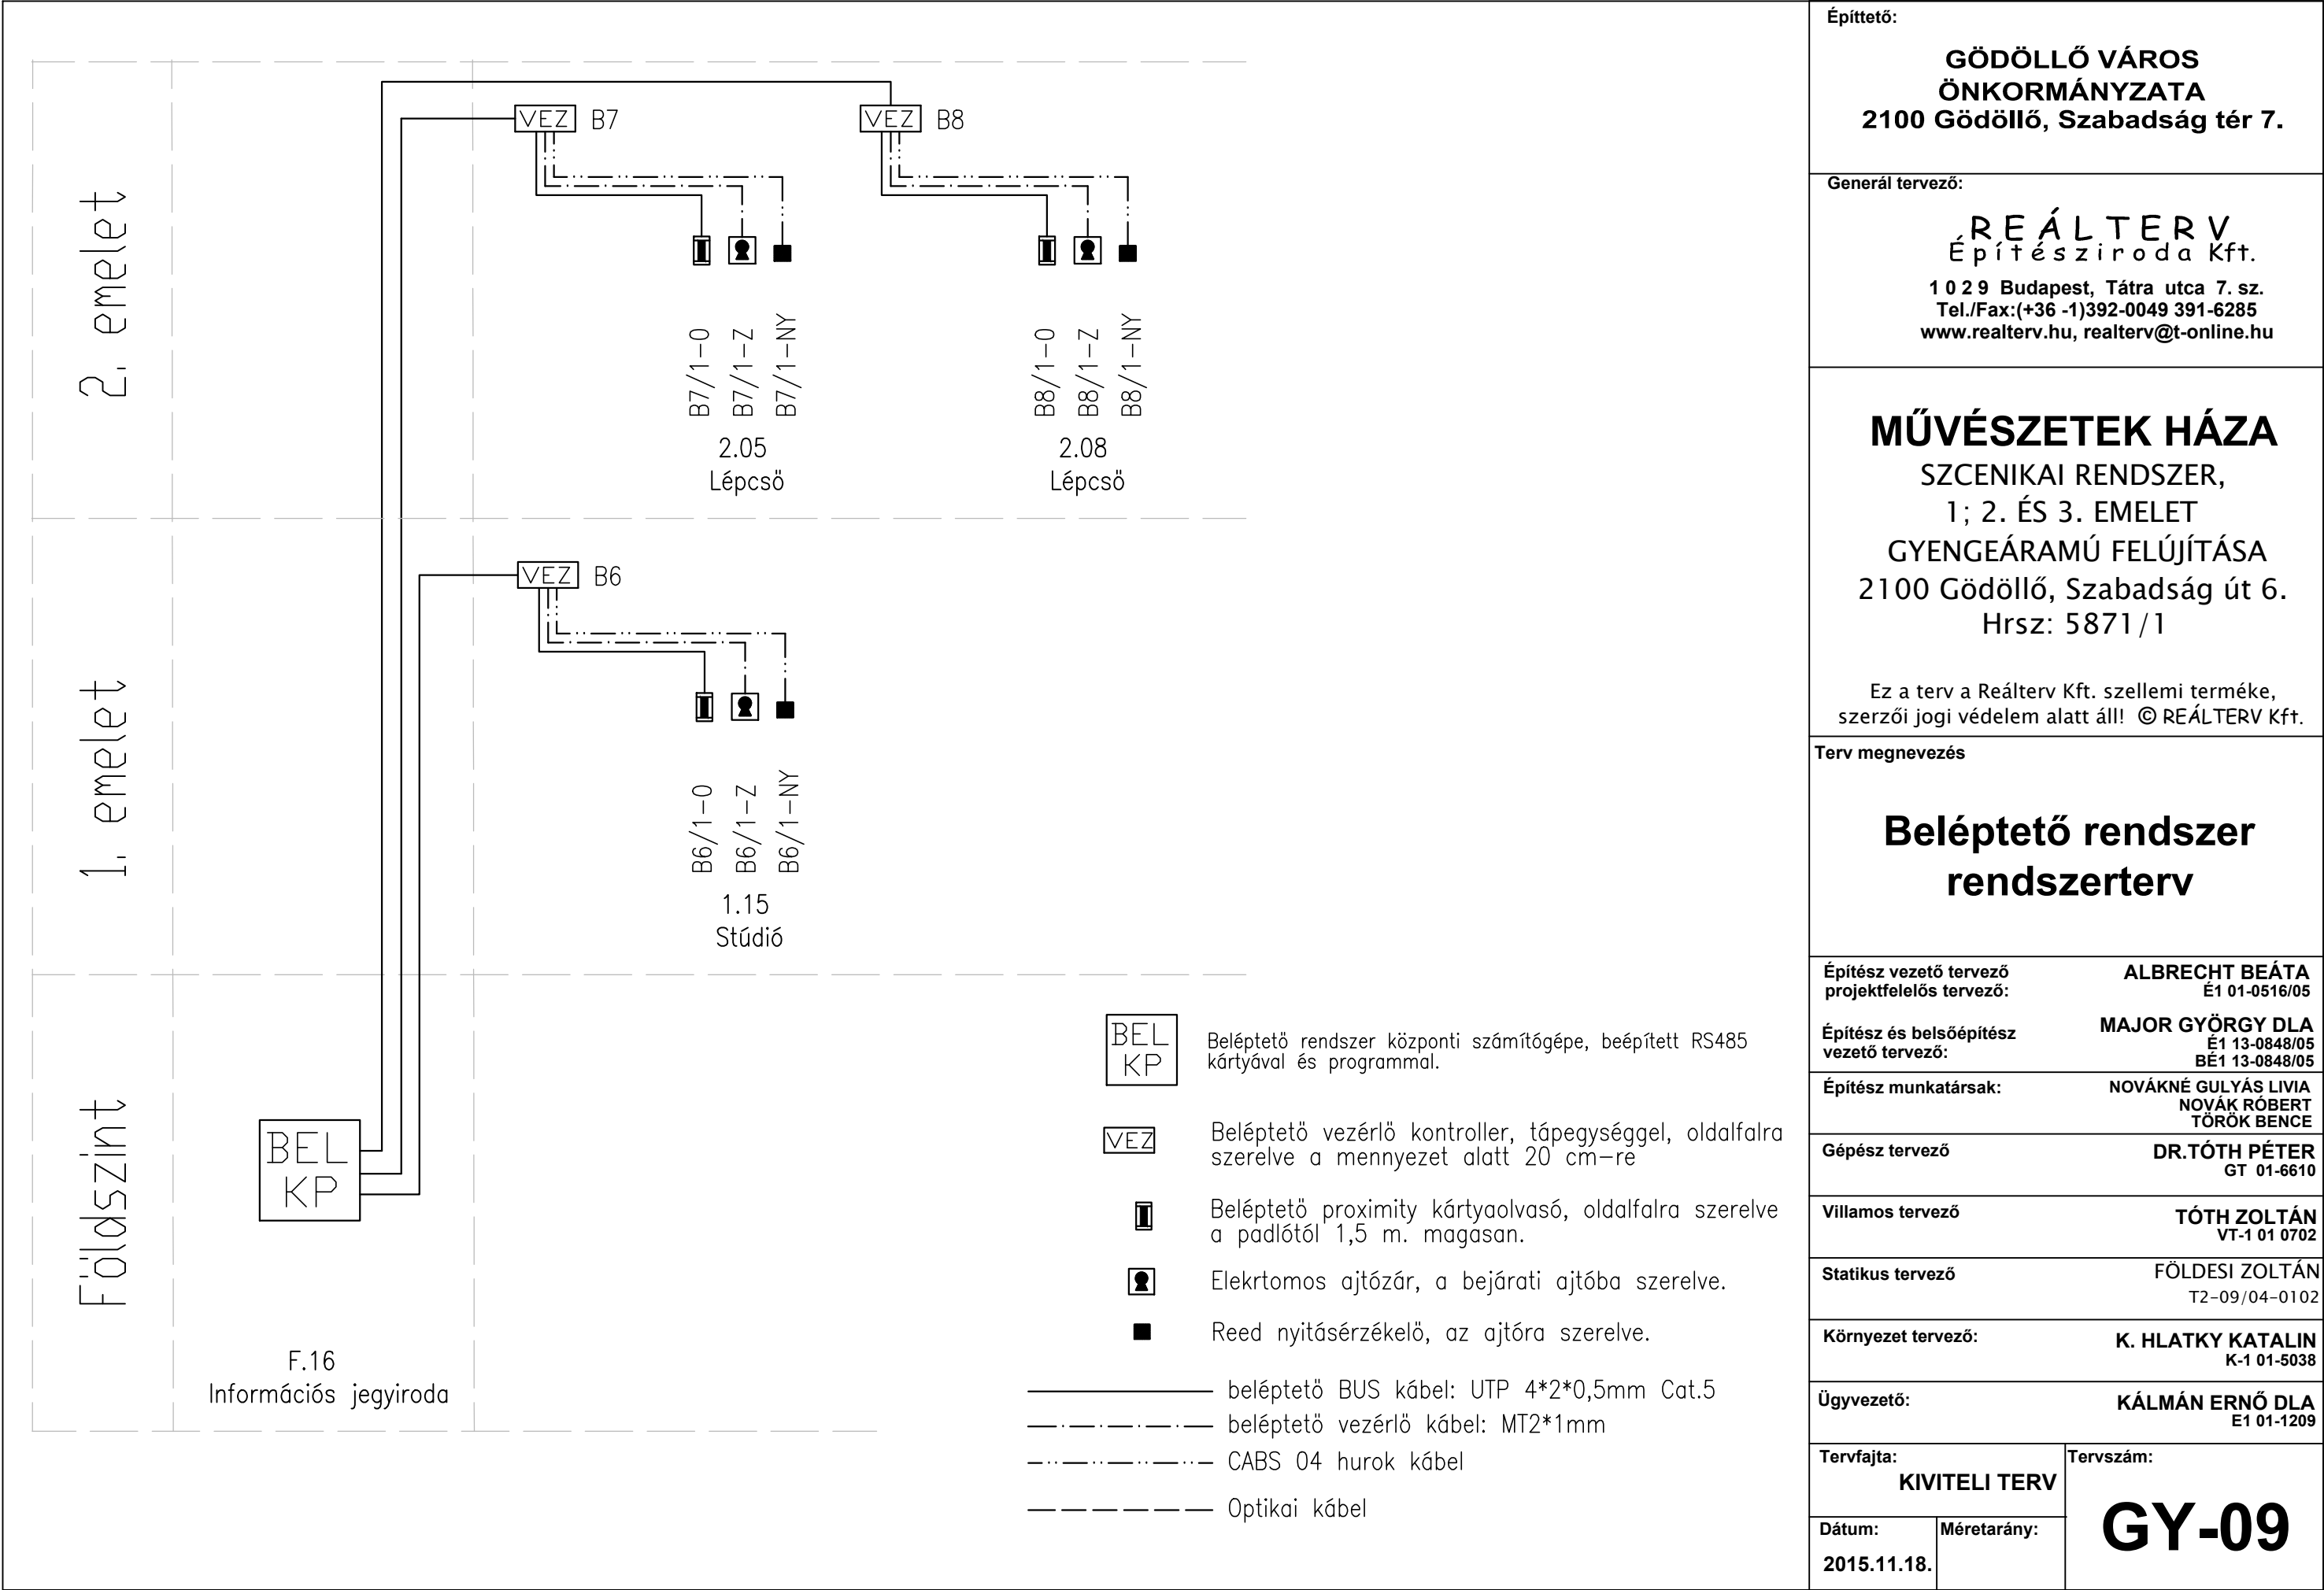 2. emelet
VEZ B7
VEZ B8
B7/1-O
B7/1-Z
B7/1-NY
2.05
Lépcső
B8/1-O
B8/1-Z
B8/1-NY
2.08
Lépcső
1. emelet
VEZ B6
B6/1-O
B6/1-Z
B6/1-NY
1.15
Stúdió
Földszint
BEL
KP
F.16
Információs jegyiroda
BEL
KP
Beléptető rendszer központi számítógépe, beépített RS485
kártyával és programmal.
VEZ
Beléptető vezérlő kontroller, tápegységgel, oldalfalra
szerelve a mennyezet alatt 20 cm-re
Beléptető proximity kártyaolvasó, oldalfalra szerelve
a padlótól 1,5 m. magasan.
Elekrtomos ajtózár, a bejárati ajtóba szerelve.
Reed nyitásérzékelő, az ajtóra szerelve.
beléptető BUS kábel: UTP 4*2*0,5mm Cat.5
beléptető vezérlő kábel: MT2*1mm
CABS 04 hurok kábel
Optikai kábel
Építtető:
GÖDÖLLŐ VÁROS
ÖNKORMÁNYZATA
2100 Gödöllő, Szabadság tér 7.
Generál tervező:
REÁLTERV
Építésziroda Kft.
1 0 2 9 Budapest, Tátra utca 7. sz.
Tel./Fax:(+36 -1)392-0049 391-6285
www.realterv.hu, realterv@t-online.hu
MŰVÉSZETEK HÁZA
SZCENIKAI RENDSZER,
1; 2. ÉS 3. EMELET
GYENGEÁRAMÚ FELÚJÍTÁSA
2100 Gödöllő, Szabadság út 6.
Hrsz: 5871/1
Ez a terv a Reálterv Kft. szellemi terméke,
szerzői jogi védelem alatt áll! © REÁLTERV Kft.
Terv megnevezés
Beléptető rendszer
rendszerterv
Építész vezető tervező
projektfelelős tervező:
ALBRECHT BEÁTA
É1 01-0516/05
Építész és belsőépítész
vezető tervező:
MAJOR GYÖRGY DLA
É1 13-0848/05
BÉ1 13-0848/05
Építész munkatársak:
NOVÁKNÉ GULYÁS LIVIA
NOVÁK RÓBERT
TÖRÖK BENCE
Gépész tervező
DR.TÓTH PÉTER
GT 01-6610
Villamos tervező
TÓTH ZOLTÁN
VT-1 01 0702
Statikus tervező
FÖLDESI ZOLTÁN
T2-09/04-0102
Környezet tervező:
K. HLATKY KATALIN
K-1 01-5038
Ügyvezető:
KÁLMÁN ERNŐ DLA
E1 01-1209
Tervfajta:
KIVITELI TERV
Tervszám:
GY-09
Dátum:
2015.11.18.
Méretarány: